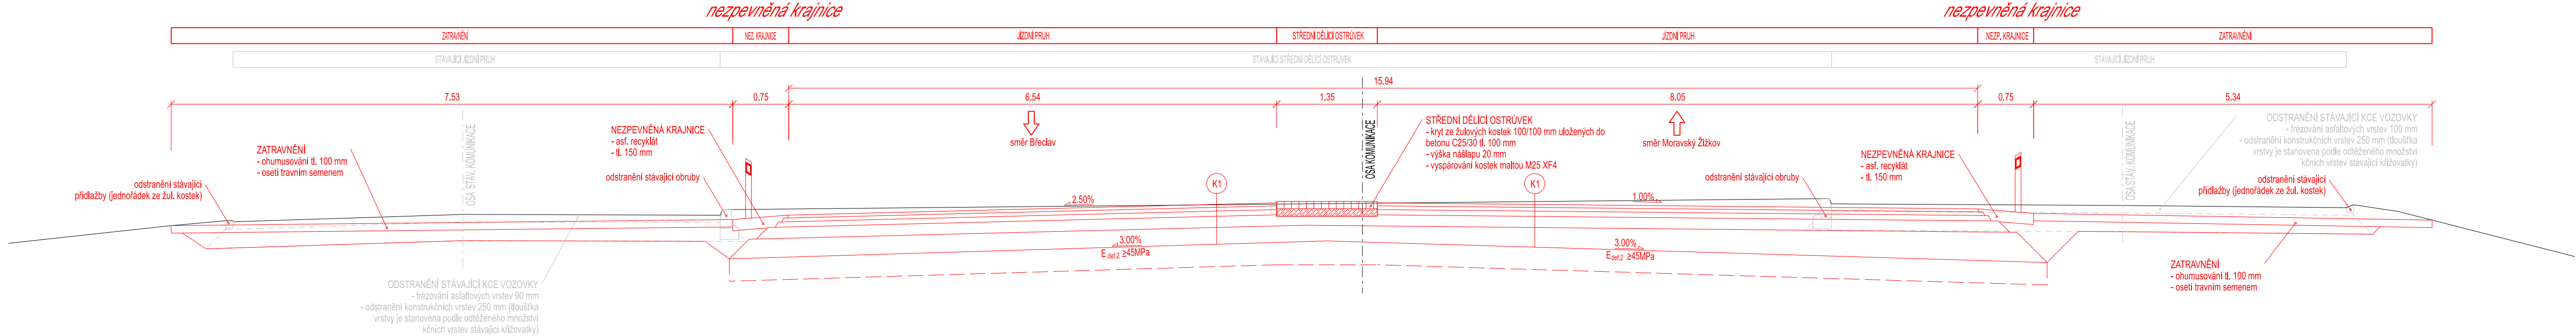 nezpevněná krajnice
nezpevněná krajnice
ZATRAVNĚNÍ
NEZ. KRAJNICE
JÍZDNÍ PRUH
STŘEDNÍ DĚLÍCÍ OSTRŮVEK
JÍZDNÍ PRUH
NEZP. KRAJNICE
ZATRAVNĚNÍ
STÁVAJÍCÍ JÍZDNÍ PRUH
STÁVAJÍCÍ STŘEDNÍ DĚLÍCÍ OSTRŮVEK
STÁVAJÍCÍ JÍZDNÍ PRUH
15.94
7.53
0.75
6.54
1.35
8.05
0.75
5.34
směr Břeclav
směr Moravský Žižkov
OSA STÁV. KOMUNIKACE
OSA KOMUNIKACE
OSA STÁV. KOMUNIKACE
ZATRAVNĚNÍ
- ohumusování tl. 100 mm
- osetí travním semenem
NEZPEVNĚNÁ KRAJNICE
- asf. recyklát
- tl. 150 mm
odstranění stávající obruby
odstranění stávající
přídlažby (jednořádek ze žul. kostek)
STŘEDNÍ DĚLÍCÍ OSTRŮVEK
- kryt ze žulových kostek 100/100 mm uložených do
betonu C25/30 tl. 100 mm
- výška nášlapu 20 mm
- vyspárování kostek maltou M25 XF4
odstranění stávající obruby
NEZPEVNĚNÁ KRAJNICE
- asf. recyklát
- tl. 150 mm
ODSTRANĚNÍ STÁVAJÍCÍ KCE VOZOVKY
- frézování asfaltových vrstev 100 mm
- odstranění konstrukčních vrstev 250 mm (tloušťka
vrstvy je stanovena podle odtěženého množství
kčních vrstev stávající křižovatky)
odstranění stávající
přídlažby (jednořádek ze žul. kostek)
K1
K1
2.50%
1.00%
3.00%
E def,2 ≥45MPa
3.00%
E def,2 ≥45MPa
ODSTRANĚNÍ STÁVAJÍCÍ KCE VOZOVKY
- frézování asfaltových vrstev 90 mm
- odstranění konstrukčních vrstev 250 mm (tloušťka
vrstvy je stanovena podle odtěženého množství
kčních vrstev stávající křižovatky)
ZATRAVNĚNÍ
- ohumusování tl. 100 mm
- osetí travním semenem